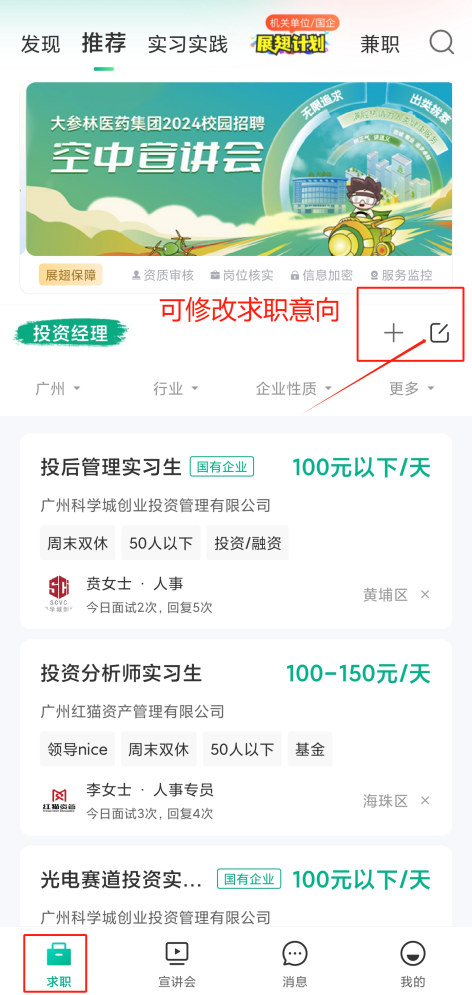 机关单位/国企
发现 推荐 实习实践 展翅计划 兼职
大参林医药集团2024校园招聘
空中宣讲会
无限追求
出类拔萃
展翅保障 资质审核 岗位核实 信息加密 服务监控
可修改求职意向
投资经理
广州 行业 企业性质 更多
投后管理实习生 国有企业 100元以下/天
广州科学城创业投资管理有限公司
周末双休 50人以下 投资/融资
贲女士 · 人事
今日面试2次，回复5次
SCVC
黄埔区 ×
投资分析师实习生 100-150元/天
广州红猫资产管理有限公司
领导nice 周末双休 50人以下 基金
李女士 · 人事专员
今日面试3次，回复4次
红猫资管
海珠区 ×
光电赛道投资实... 国有企业 100元以下/天
广州科学城创业投资管理有限公司
求职 宣讲会 消息 我的